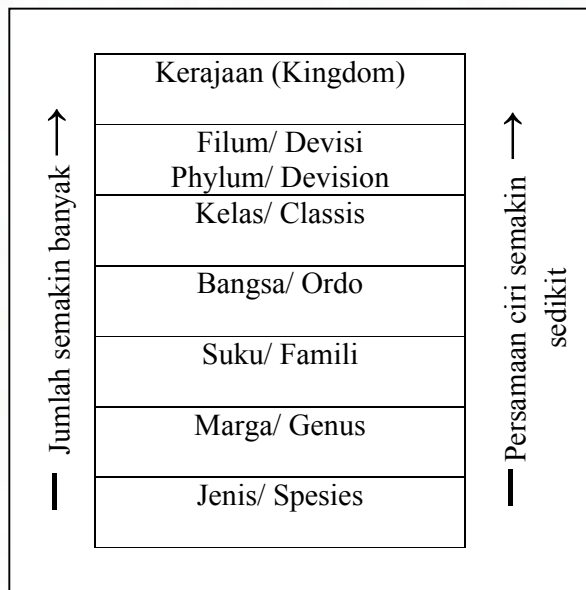 Kerajaan (Kingdom)
Filum/ Devisi
Phylum/ Devision
Kelas/ Classis
Bangsa/ Ordo
Suku/ Famili
Marga/ Genus
Jenis/ Spesies
Jumlah semakin banyak
Persamaan ciri semakin
sedikit